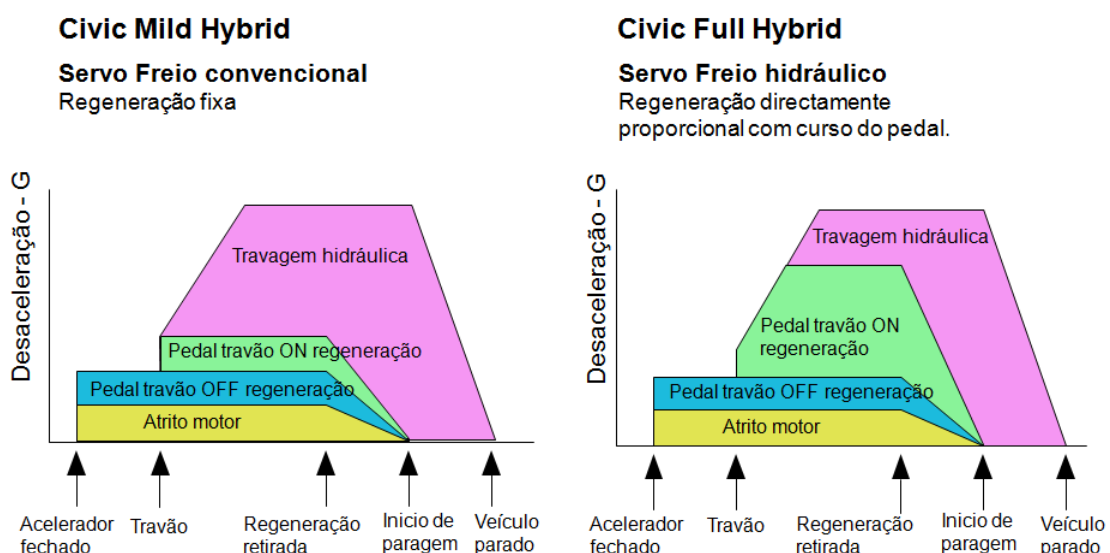 Civic Mild Hybrid
Servo Freio convencional
Regeneração fixa
Desaceleração - G
Travagem hidráulica
Pedal travão ON regeneração
Pedal travão OFF regeneração
Atrito motor
Acelerador
fechado
Travão
Regeneração
retirada
Inicio de
paragem
Veículo
parado
Civic Full Hybrid
Servo Freio hidráulico
Regeneração directamente
proporcional com curso do pedal.
Desaceleração - G
Travagem hidráulica
Pedal travão ON
regeneração
Pedal travão OFF regeneração
Atrito motor
Acelerador
fechado
Travão
Regeneração
retirada
Inicio de
paragem
Veículo
parado